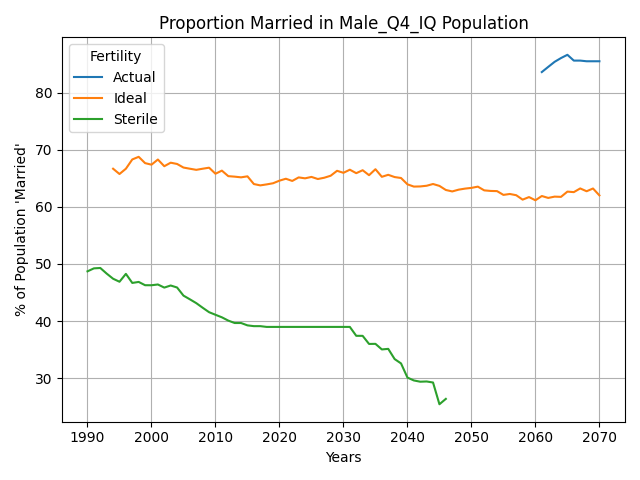 Proportion Married in Male_Q4_IQ Population
Fertility
Actual
Ideal
Sterile
% of Population 'Married'
80
70
60
50
40
30
1990 2000 2010 2020 2030 2040 2050 2060 2070
Years